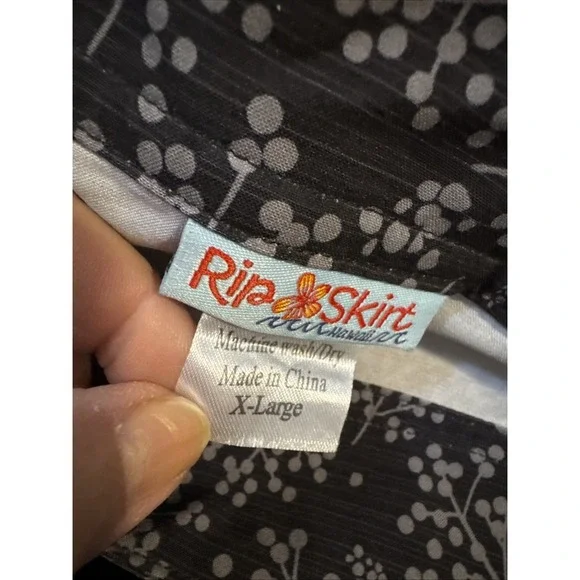 Rip Skirt
Hawaii
Machine wash/Dry
Made in China
X-Large